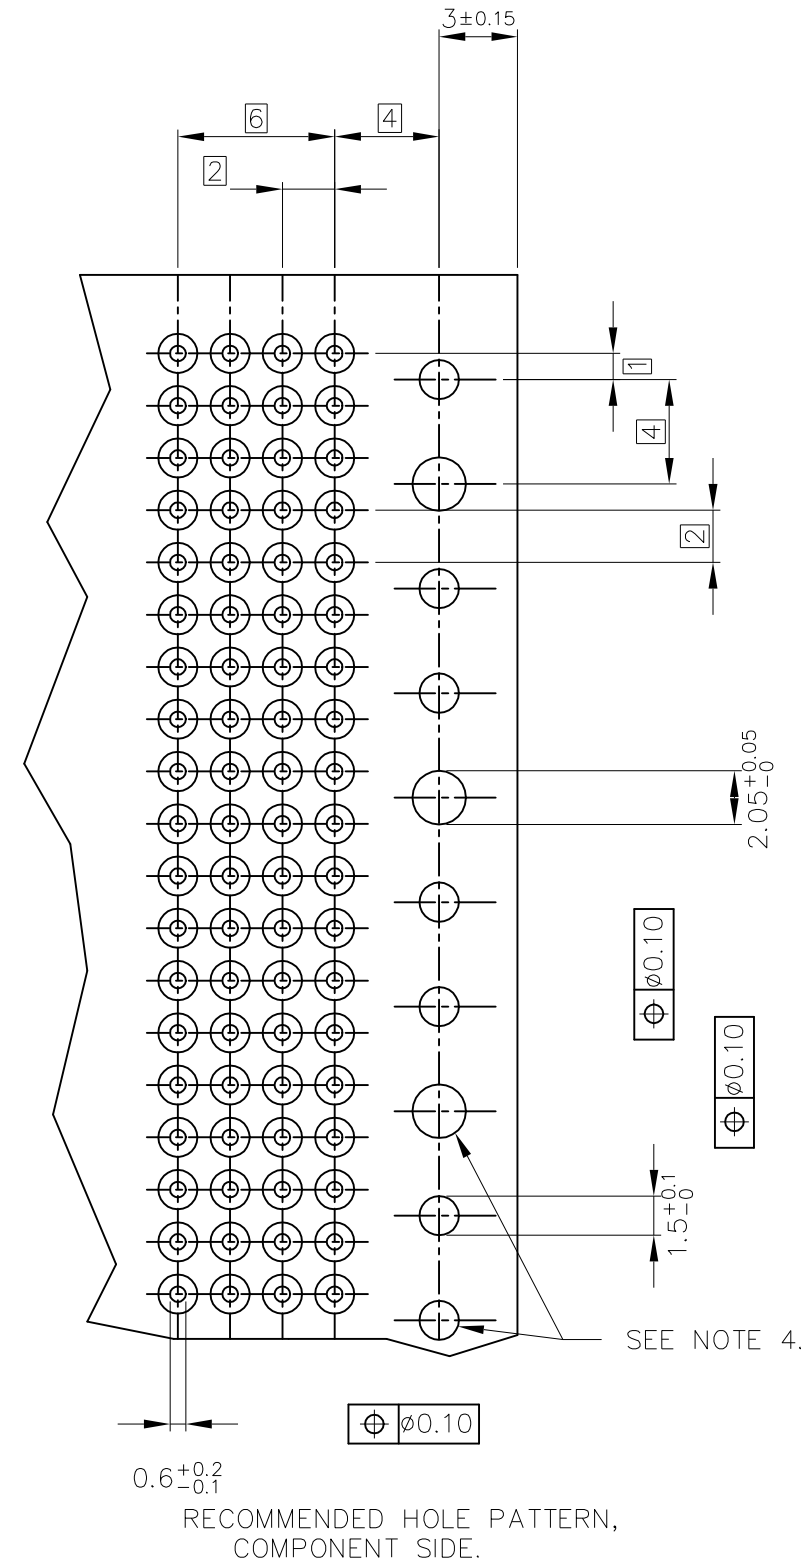 3±0.15
6
4
2
1
4
2
2.05+0.05
-0
ø0.10
ø0.10
1.5+0.1
-0
SEE NOTE 4.
ø0.10
0.6+0.2
-0.1
RECOMMENDED HOLE PATTERN,
COMPONENT SIDE.